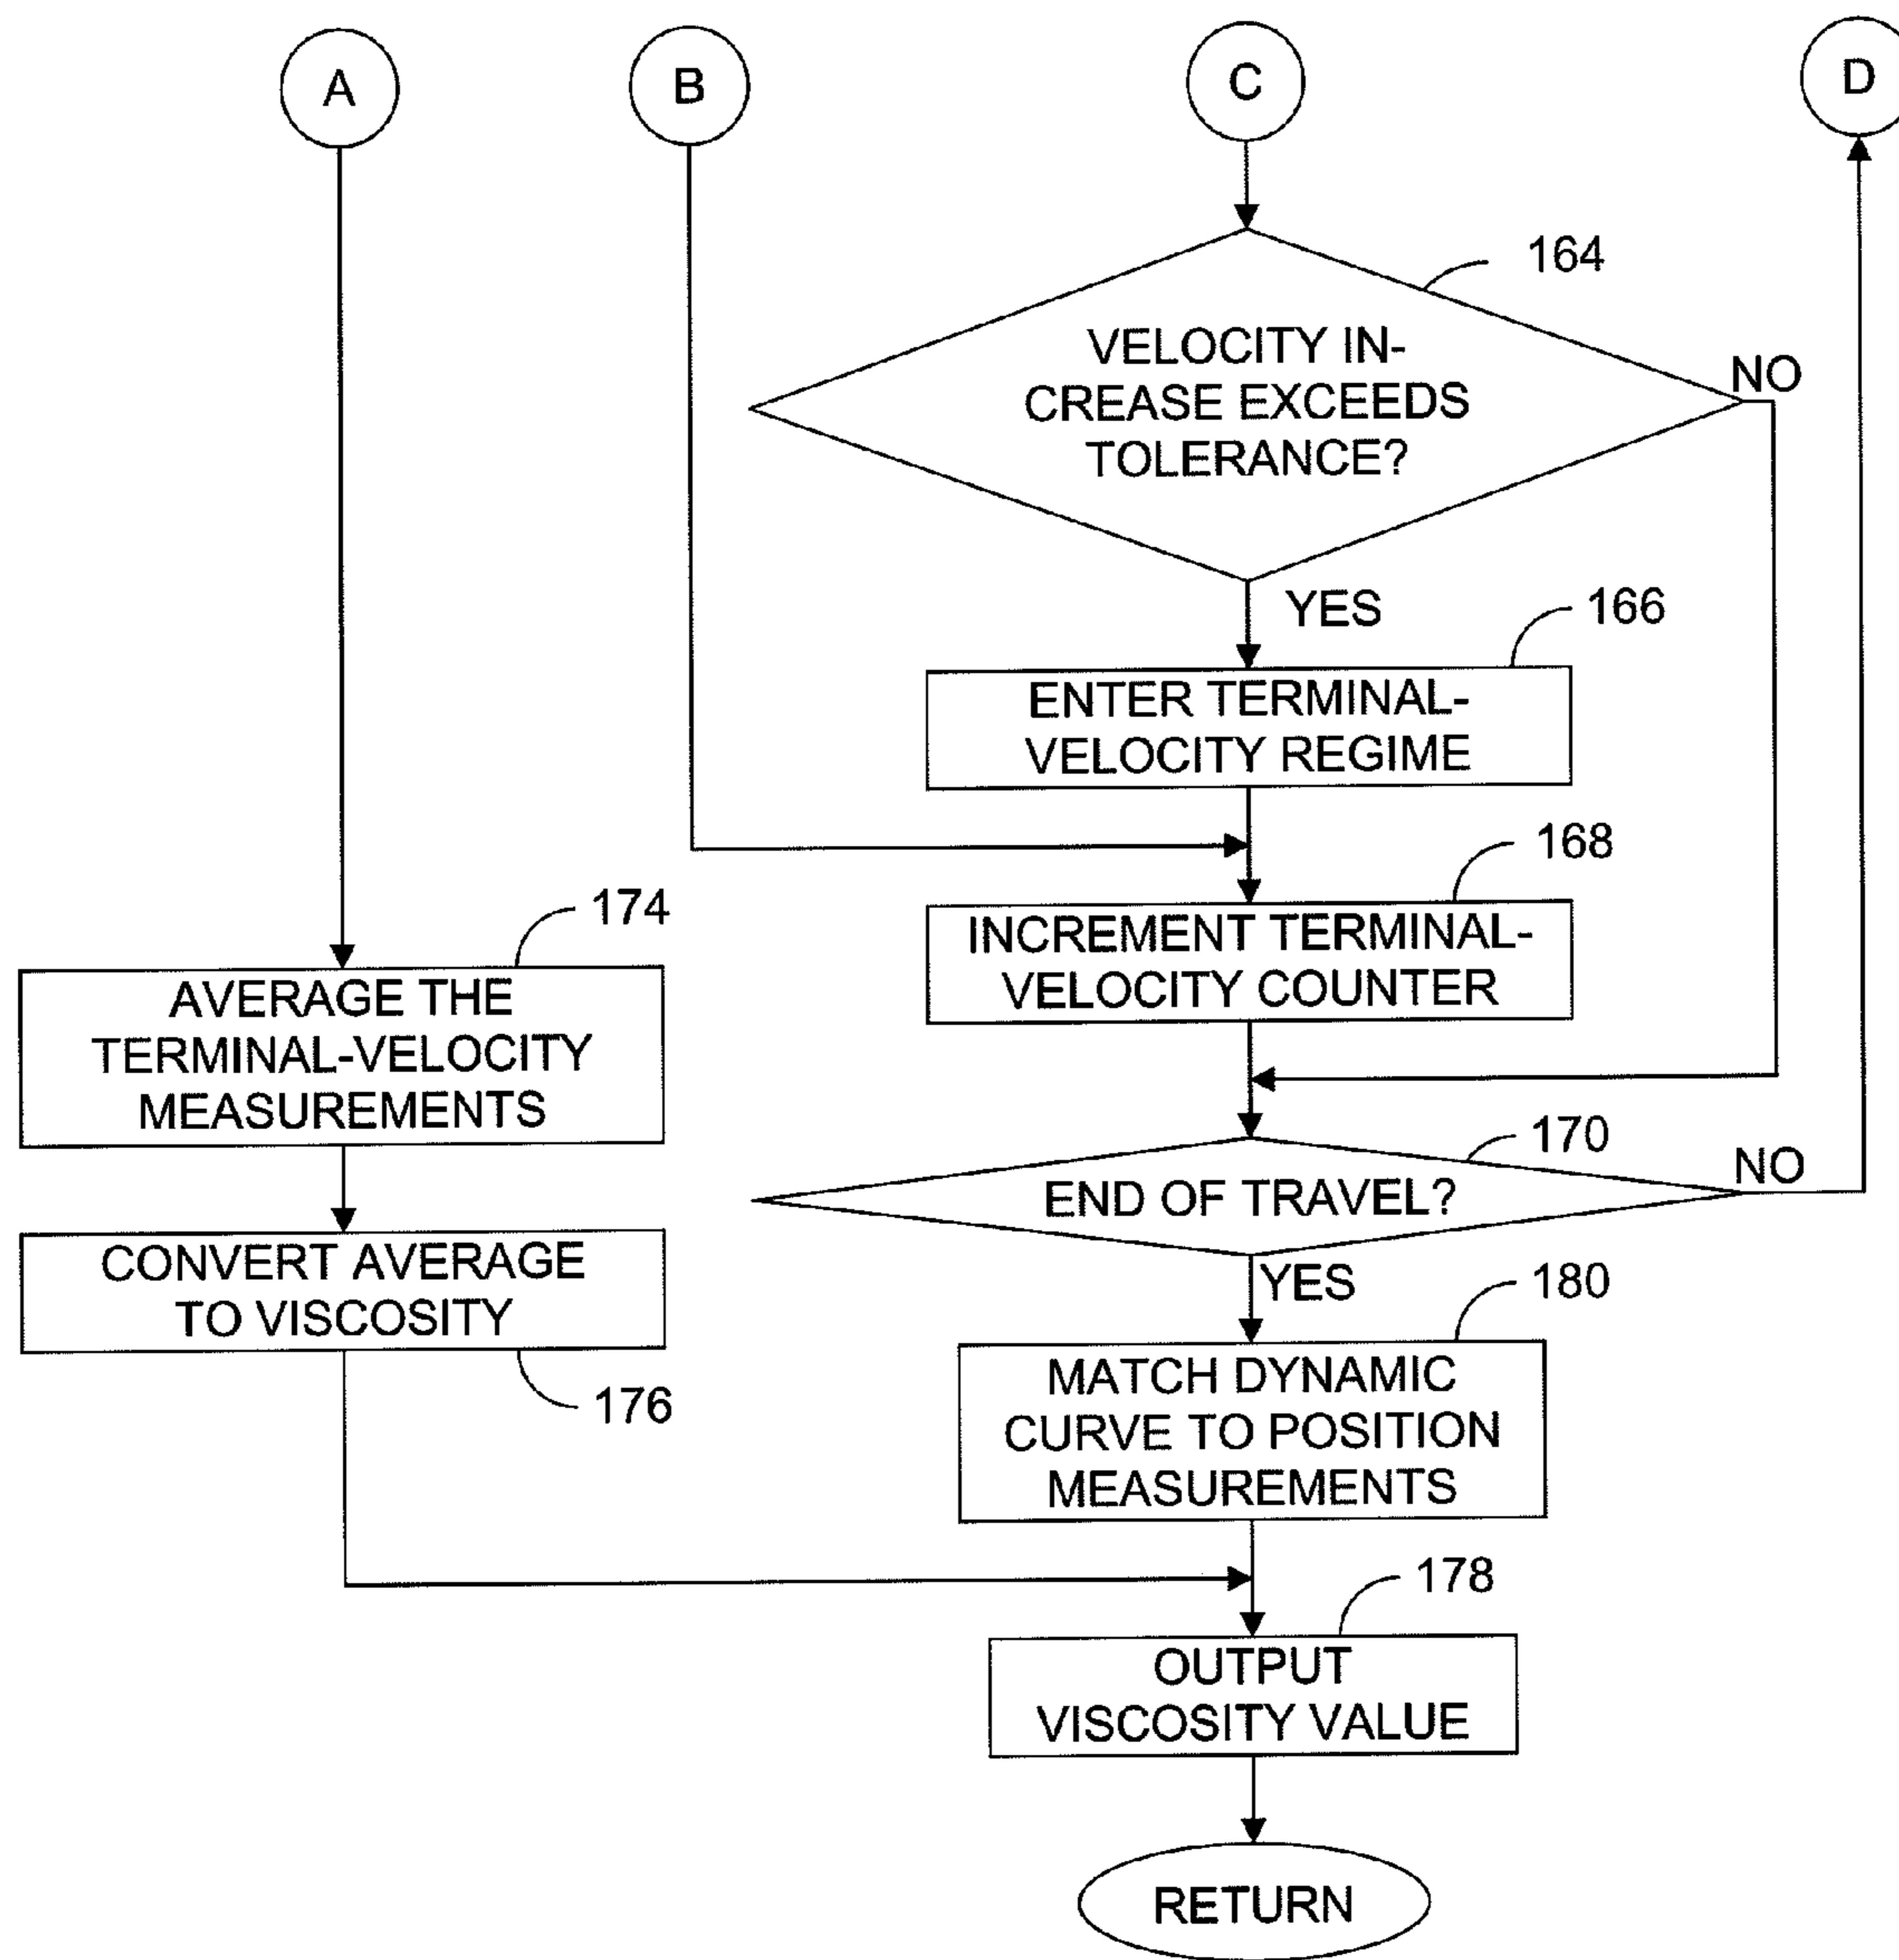 A
B
C
D
164
VELOCITY IN-
CREASE EXCEEDS
TOLERANCE?
NO
YES
166
ENTER TERMINAL-
VELOCITY REGIME
168
INCREMENT TERMINAL-
VELOCITY COUNTER
174
AVERAGE THE
TERMINAL-VELOCITY
MEASUREMENTS
170
END OF TRAVEL?
NO
YES
CONVERT AVERAGE
TO VISCOSITY
176
180
MATCH DYNAMIC
CURVE TO POSITION
MEASUREMENTS
178
OUTPUT
VISCOSITY VALUE
RETURN